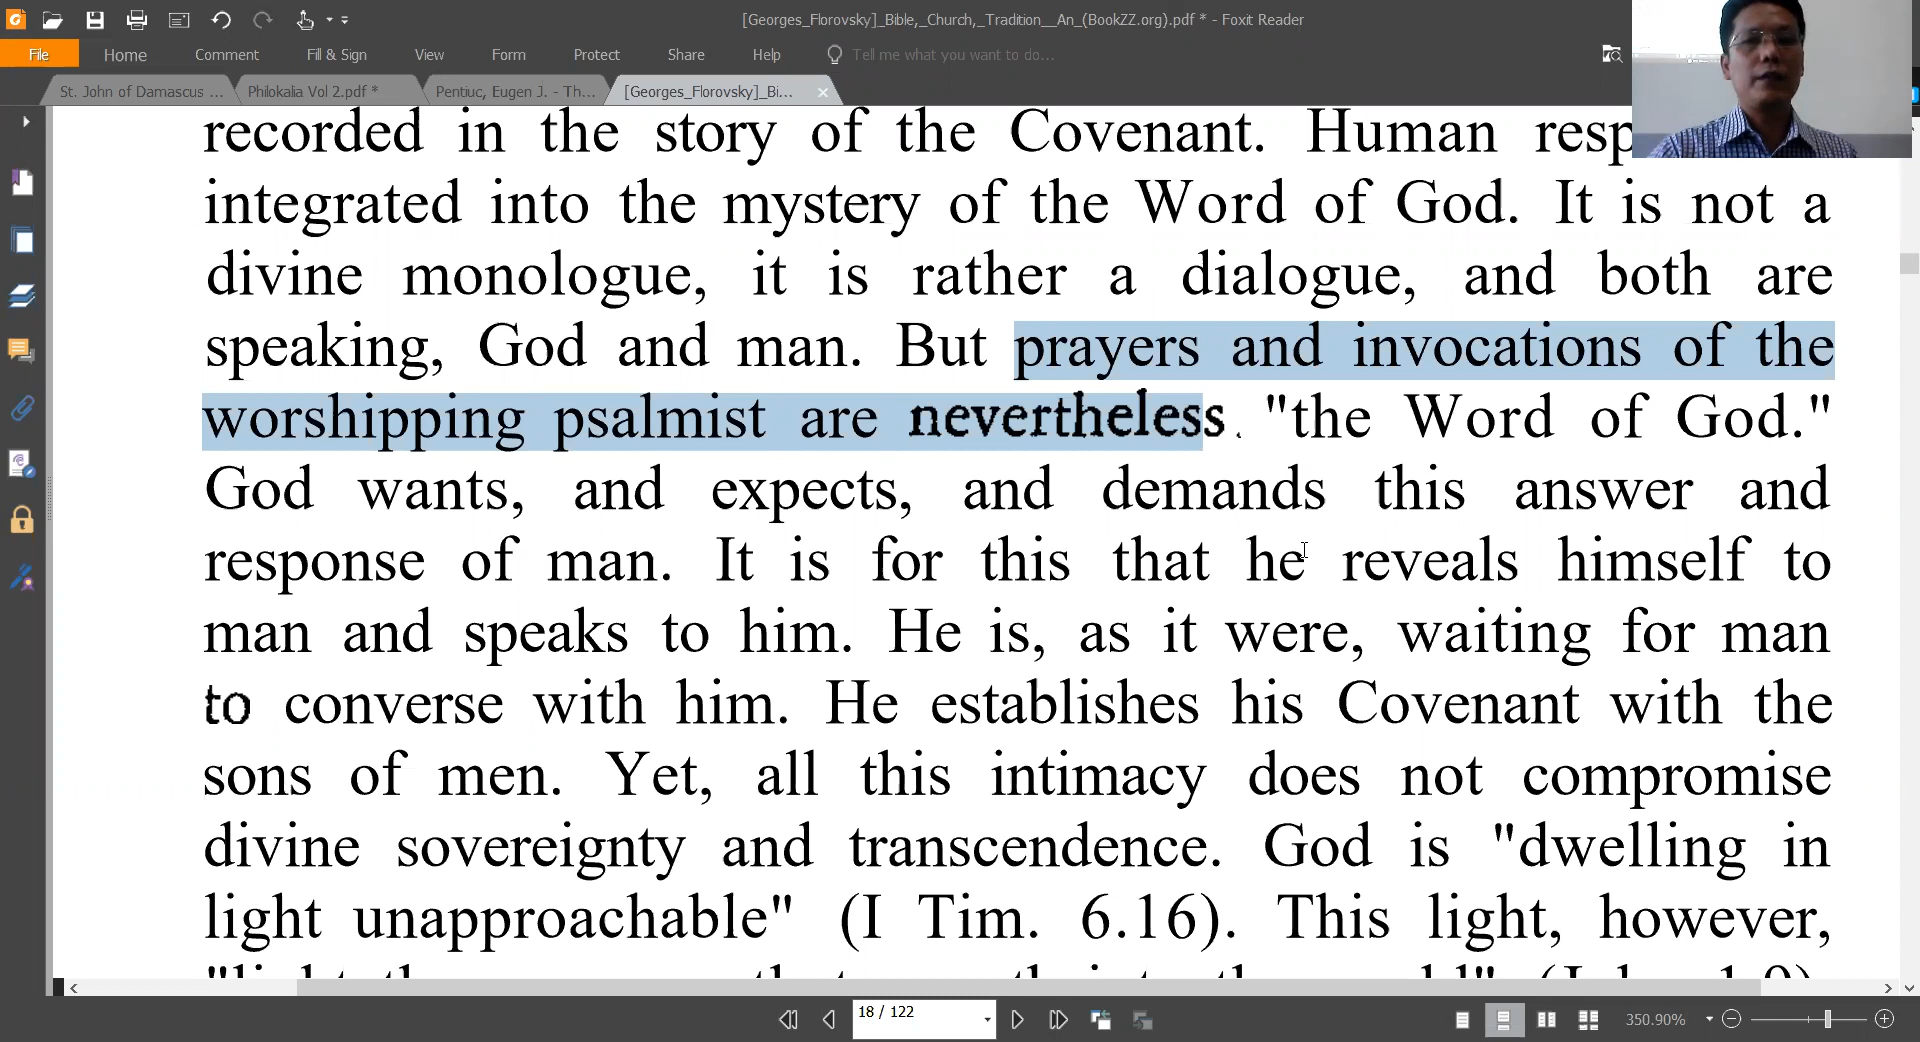 [Georges_Florovsky]_Bible,_Church,_Tradition__An_(BookZZ.org).pdf * - Foxit Reader
File Home Comment Fill & Sign View Form Protect Share Help Tell me what you want to do...
St. John of Damascus ... Philokalia Vol 2.pdf * Pentiuc, Eugen J. - Th... [Georges_Florovsky]_Bi...
recorded in the story of the Covenant. Human resp
integrated into the mystery of the Word of God. It is not a
divine monologue, it is rather a dialogue, and both are
speaking, God and man. But prayers and invocations of the
worshipping psalmist are nevertheless. "the Word of God."
God wants, and expects, and demands this answer and
response of man. It is for this that he reveals himself to
man and speaks to him. He is, as it were, waiting for man
to converse with him. He establishes his Covenant with the
sons of men. Yet, all this intimacy does not compromise
divine sovereignty and transcendence. God is "dwelling in
light unapproachable" (I Tim. 6.16). This light, however,
18 / 122
350.90%